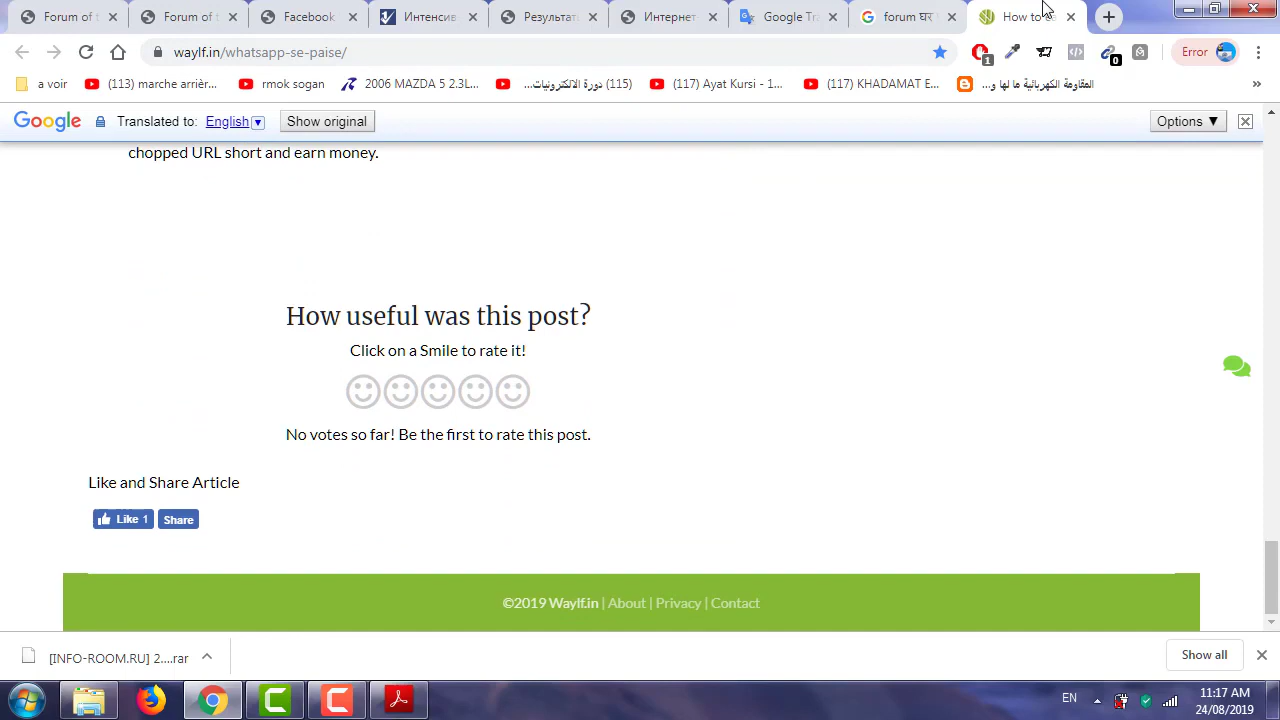 Forum of t
Forum of t
Facebook
Интенсив
Результат
Интернет
Google Tra
forum घर T
How to
waylf.in/whatsapp-se-paise/
1
0
Error
a voir
(113) marche arrièr...
rmok sogan
2006 MAZDA 5 2.3L...
(115) دورة الالكترونيات...
(117) Ayat Kursi - 1...
(117) KHADAMAT E...
المقاومة الكهربائية ما لها و...
»
Google Translated to: English Show original Options ▼
chopped URL short and earn money.
How useful was this post?
Click on a Smile to rate it!
No votes so far! Be the first to rate this post.
Like and Share Article
Like 1 Share
©2019 Waylf.in | About | Privacy | Contact
[INFO-ROOM.RU] 2....rar
Show all
EN
11:17 AM
24/08/2019